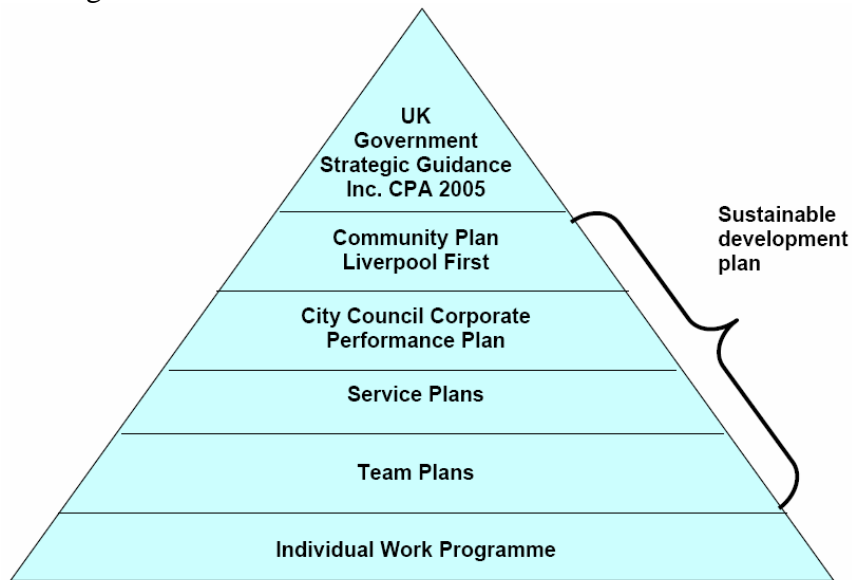 UK
Government
Strategic Guidance
Inc. CPA 2005
Community Plan
Liverpool First
Sustainable
development
plan
City Council Corporate
Performance Plan
Service Plans
Team Plans
Individual Work Programme